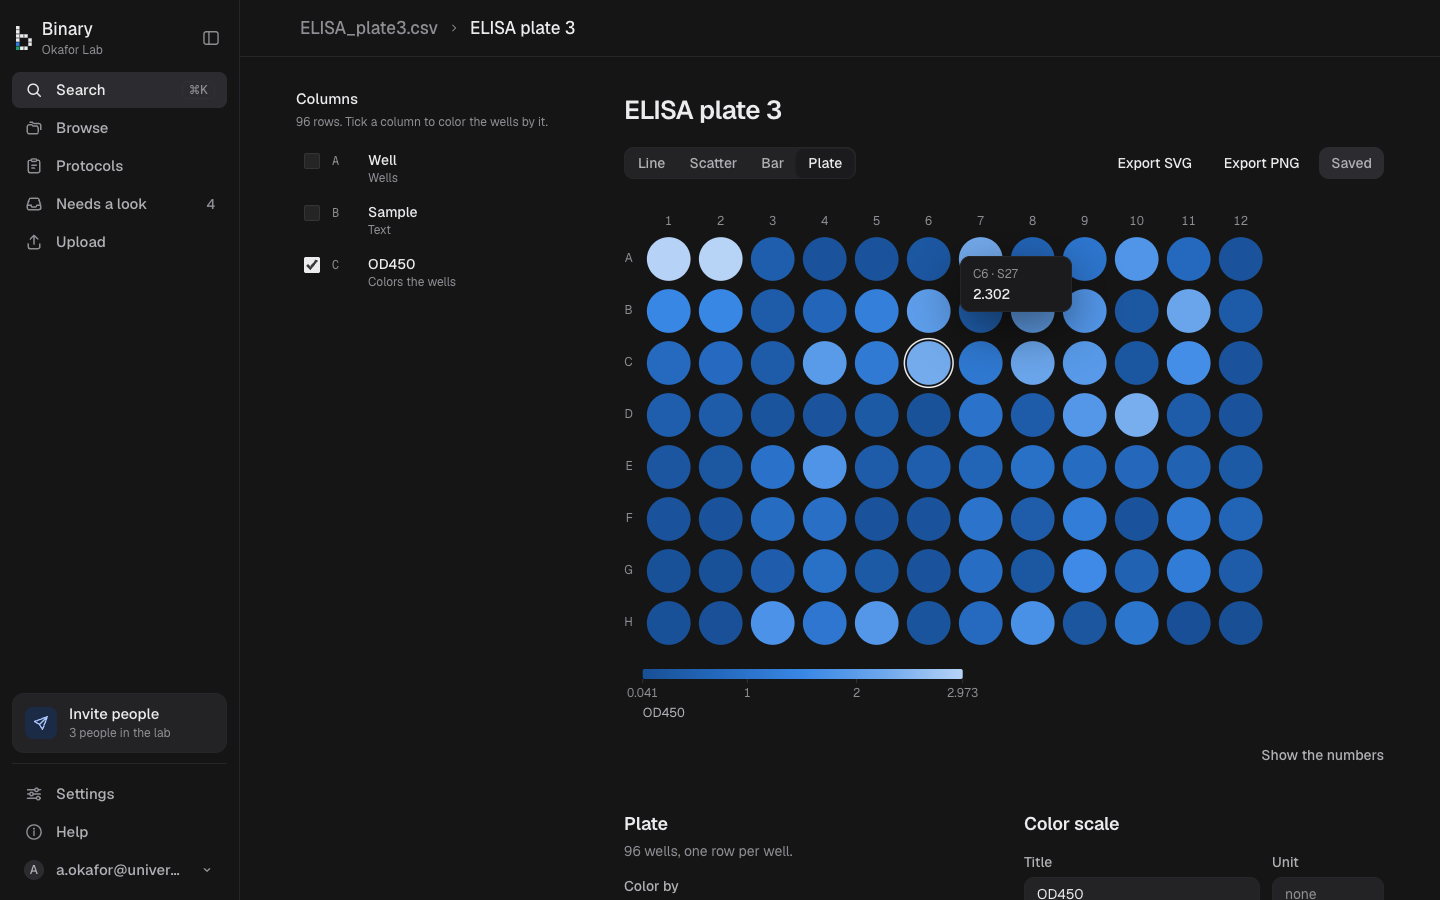 Binary
Okafor Lab
Search ⌘K
Browse
Protocols
Needs a look 4
Upload
Invite people
3 people in the lab
Settings
Help
A a.okafor@univer...
ELISA_plate3.csv › ELISA plate 3
Columns
96 rows. Tick a column to color the wells by it.
A Well
Wells
B Sample
Text
C OD450
Colors the wells
ELISA plate 3
Line Scatter Bar Plate
Export SVG Export PNG Saved
1 2 3 4 5 6 7 8 9 10 11 12
A
C6 · S27
2.302
B
C
D
E
F
G
H
0.041 1 2 2.973
OD450
Show the numbers
Plate
96 wells, one row per well.
Color by
Color scale
Title Unit
OD450 none